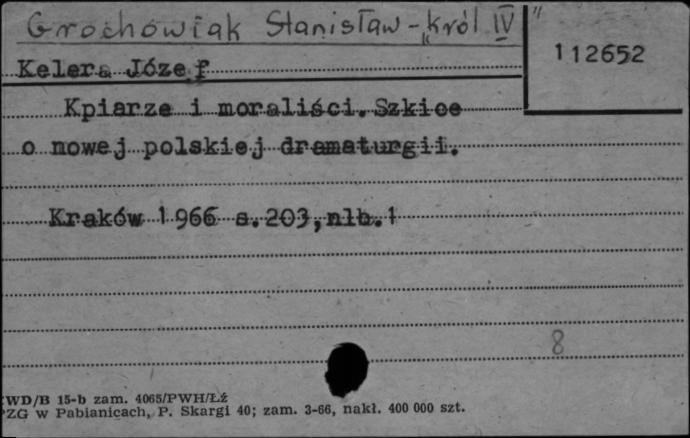 Grochowiak Stanisław - „król IV"
112652
Kelera Józef
Kpiarze i moraliści. Szkice
o nowej polskiej dramaturgii.
Kraków 1966 s.203,nlb.1
8
WD/B 15-b zam. 4065/PWH/Łź
PZG w Pabianicach, P. Skargi 40; zam. 3-66, nakł. 400 000 szt.